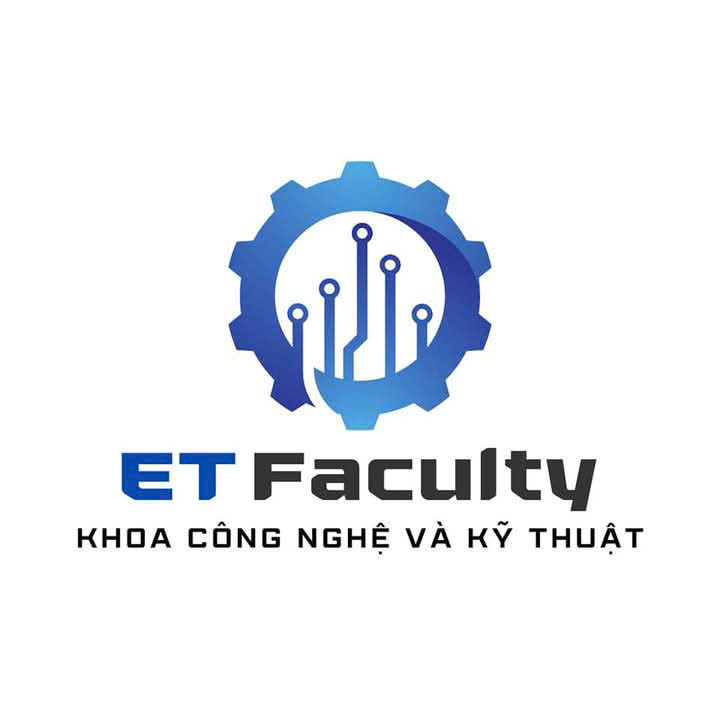 ET Faculty
KHOA CÔNG NGHỆ VÀ KỸ THUẬT